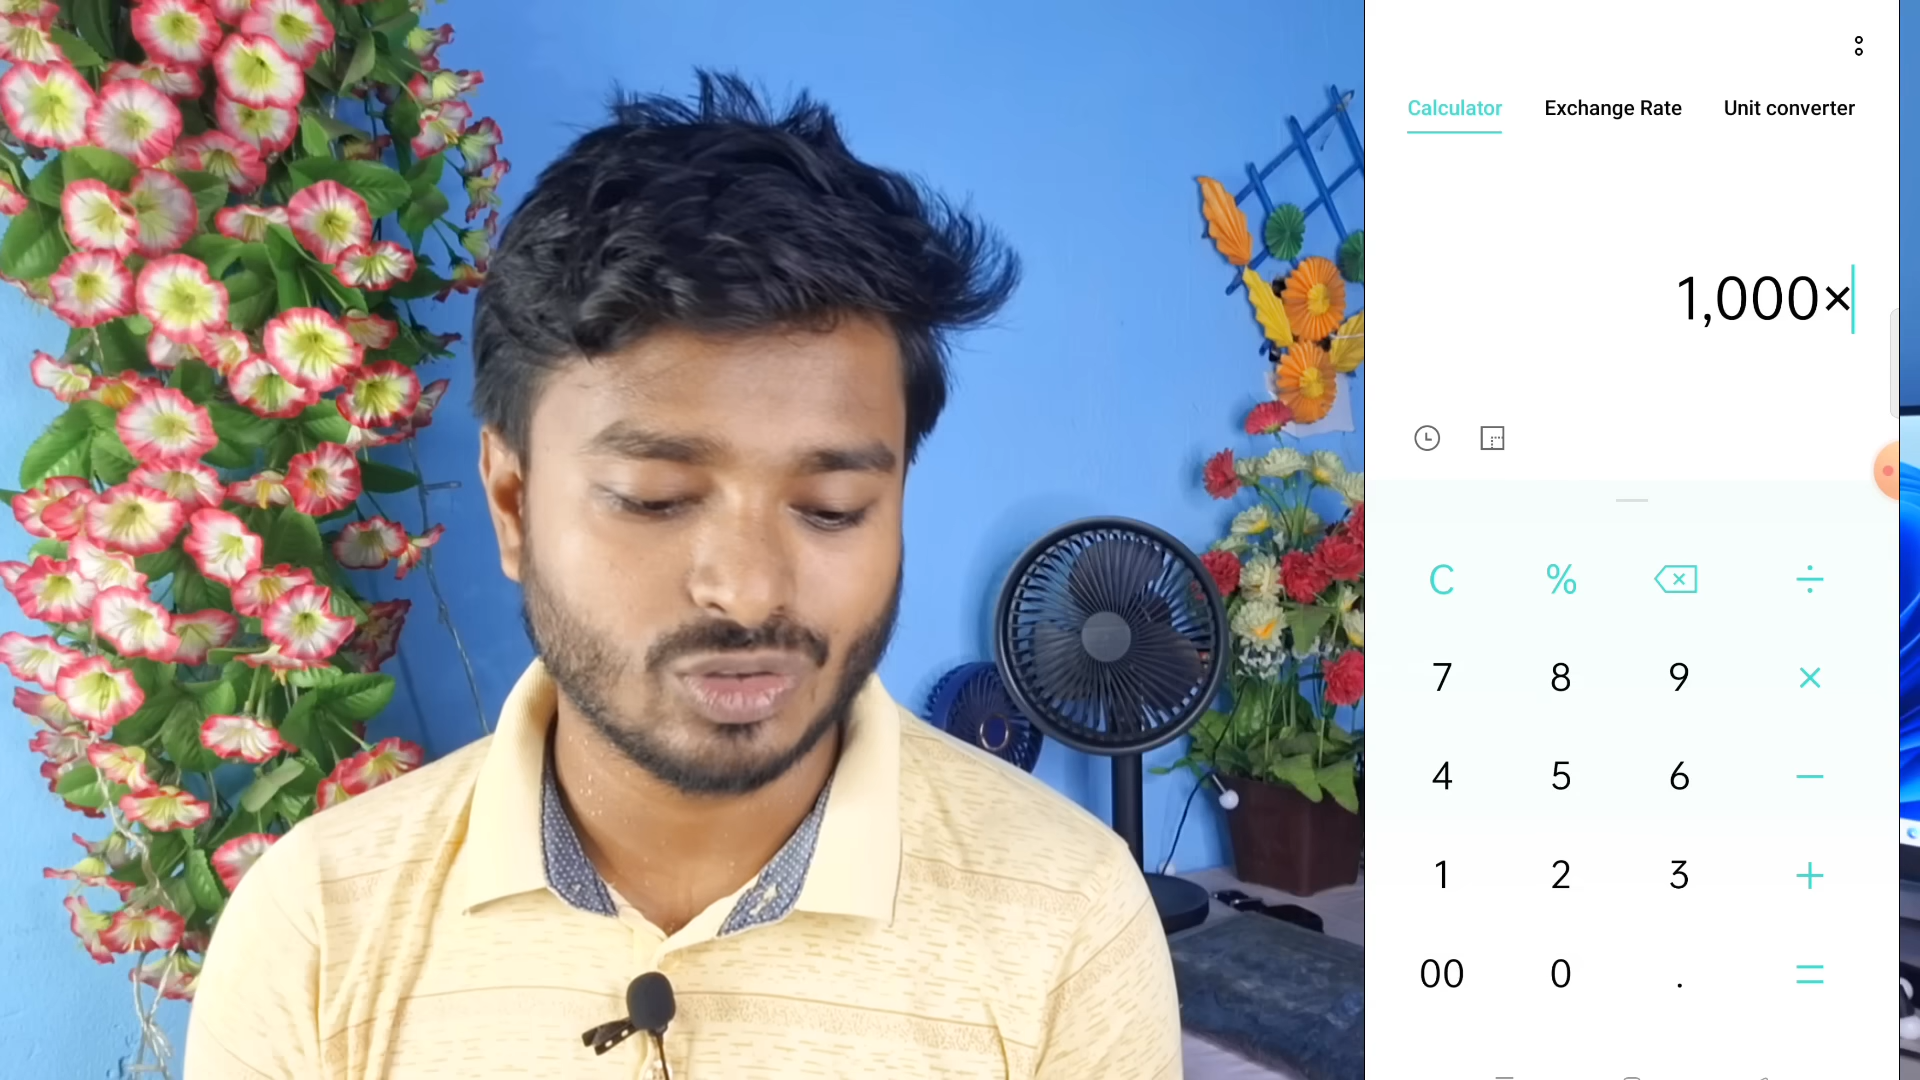 Calculator Exchange Rate Unit converter
1,000×
C % ÷
7 8 9 ×
4 5 6 −
1 2 3 +
00 0 . =